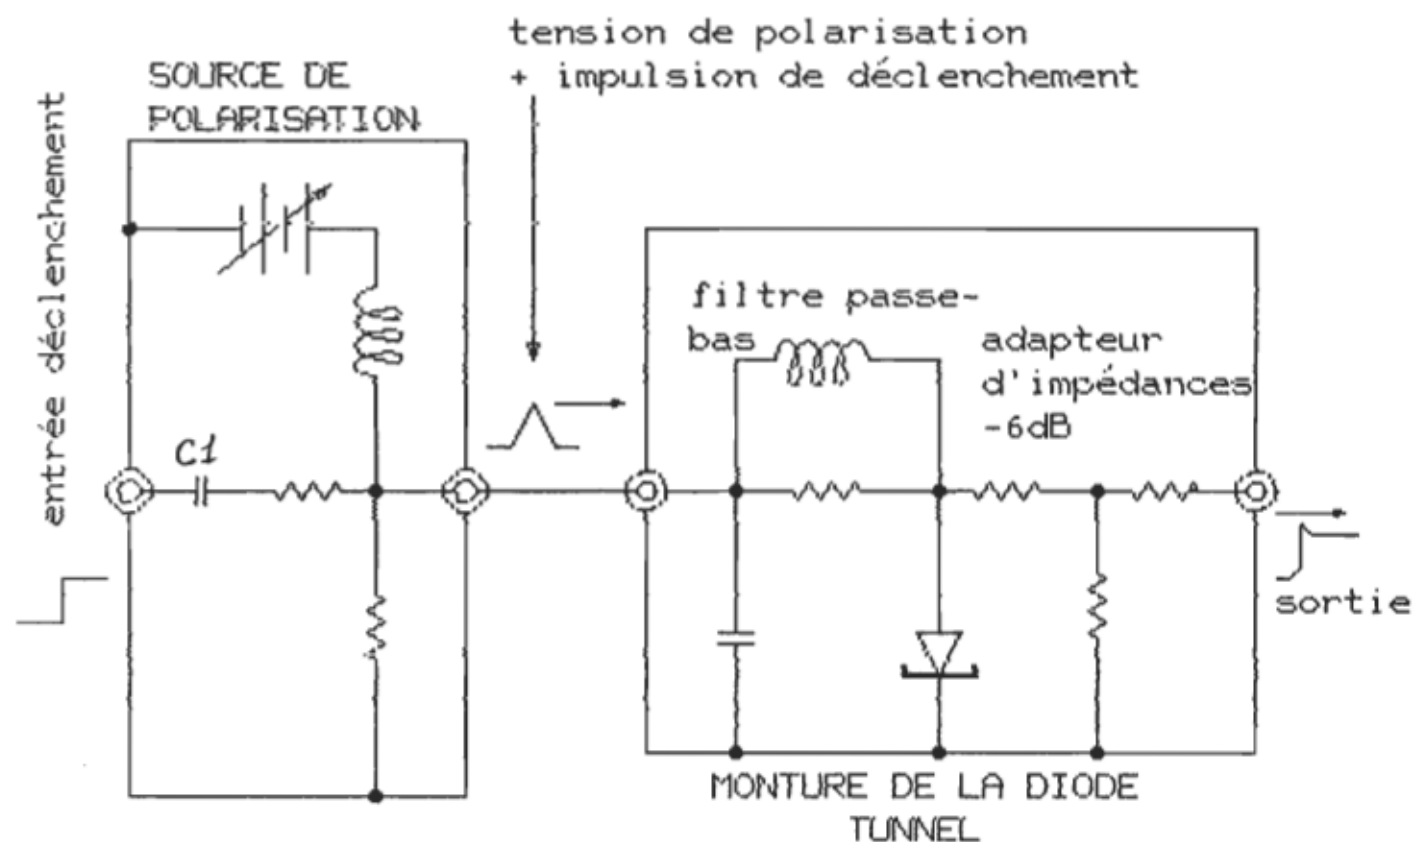 tension de polarisation
+ impulsion de déclenchement
SOURCE DE
POLARISATION
entrée déclenchement
filtre passe-
bas
adapteur
d'impédances
-6dB
C1
sortie
MONTURE DE LA DIODE
TUNNEL